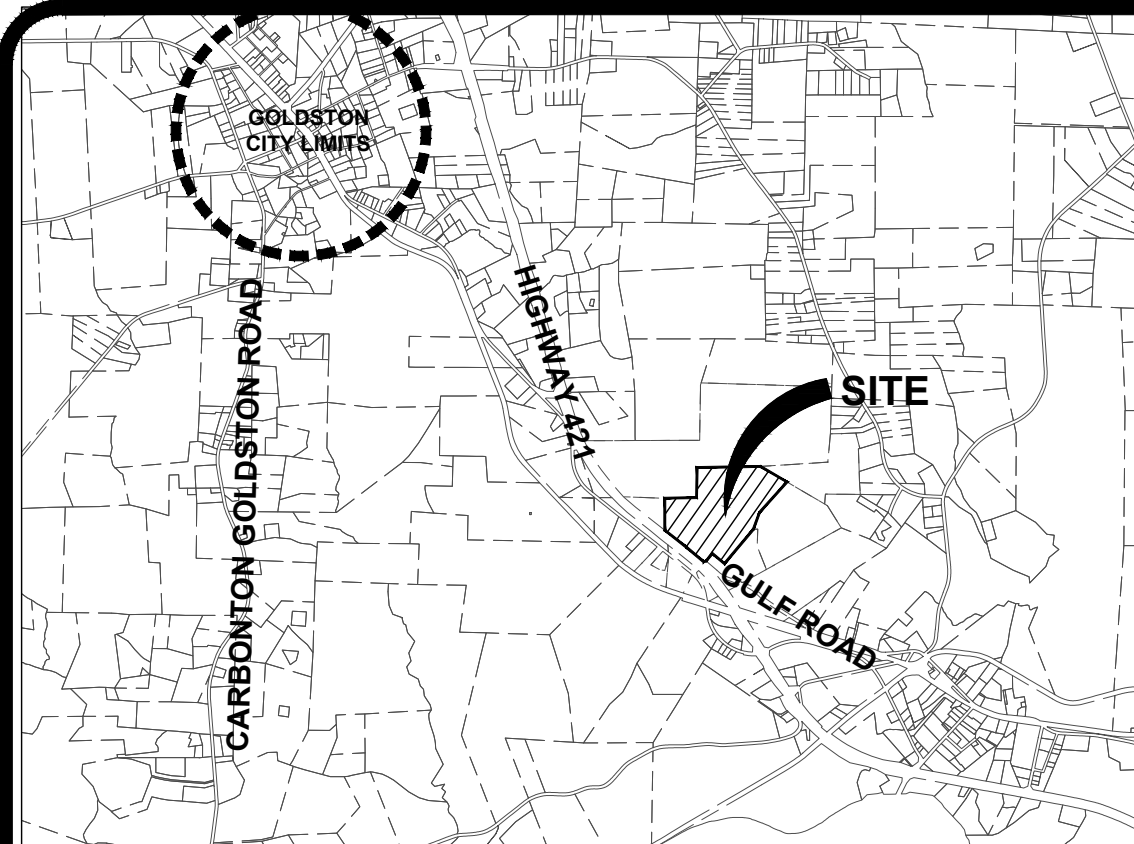 GOLDSTON
CITY LIMITS
HIGHWAY 421
SITE
CARBONTON GOLDSTON ROAD
GULF ROAD